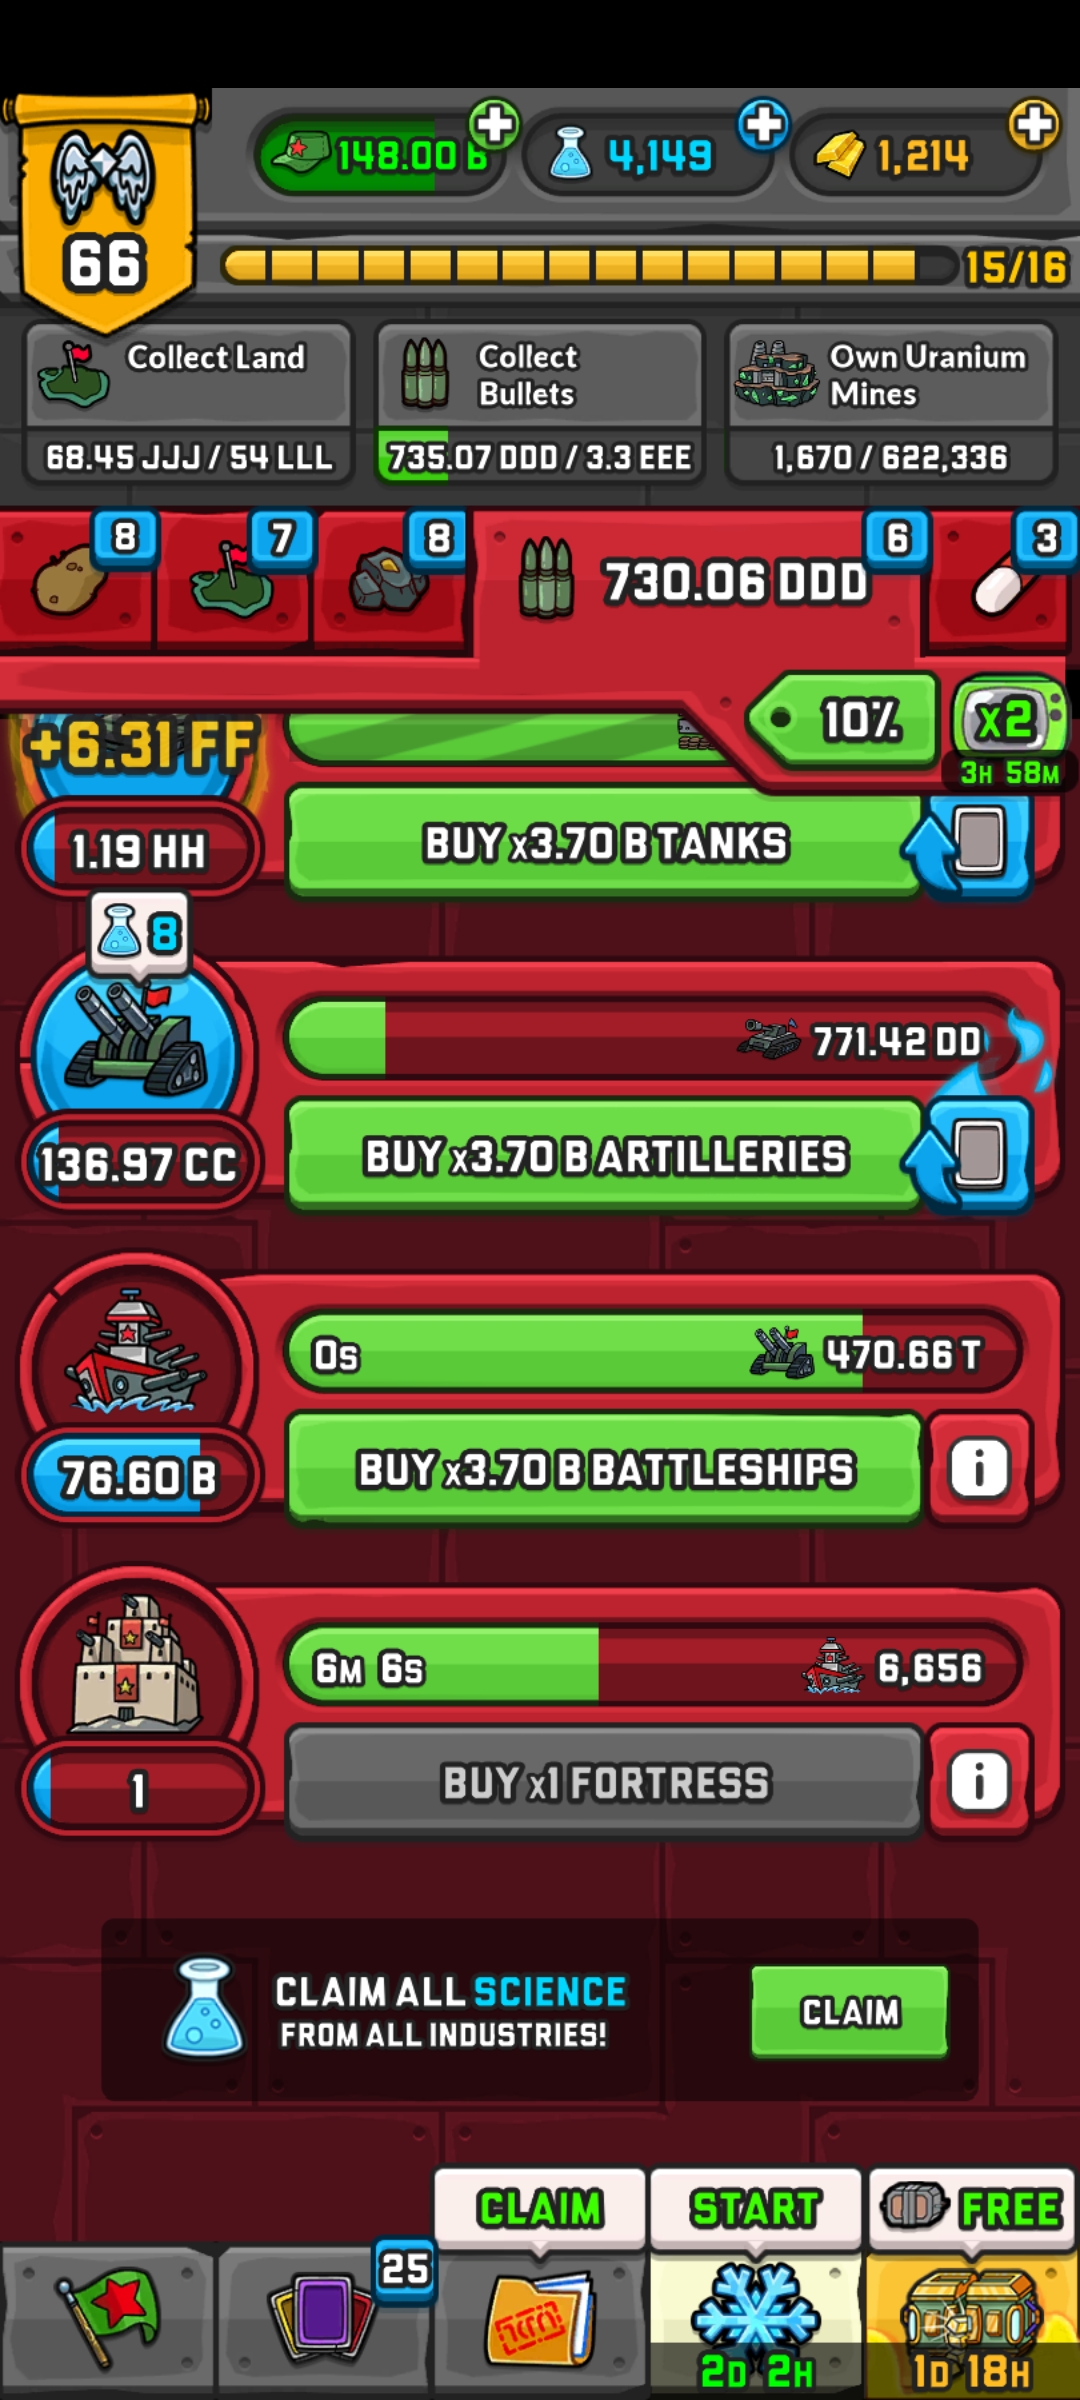 148.00 B
4,149
1,214
66
15/16
Collect Land
68.45 JJJ / 54 LLL
Collect
Bullets
735.07 DDD / 3.3 EEE
Own Uranium
Mines
1,670 / 622,336
8
7
8
730.06 DDD
6
3
10%
x2
3H 58M
+6.31 FF
1.19 HH
BUY x3.70 B TANKS
8
771.42 DD
136.97 CC
BUY x3.70 B ARTILLERIES
0S
470.66 T
76.60 B
BUY x3.70 B BATTLESHIPS
i
6M 6S
6,656
1
BUY x1 FORTRESS
i
CLAIM ALL SCIENCE
FROM ALL INDUSTRIES!
CLAIM
CLAIM
START
FREE
25
2D 2H
1D 18H